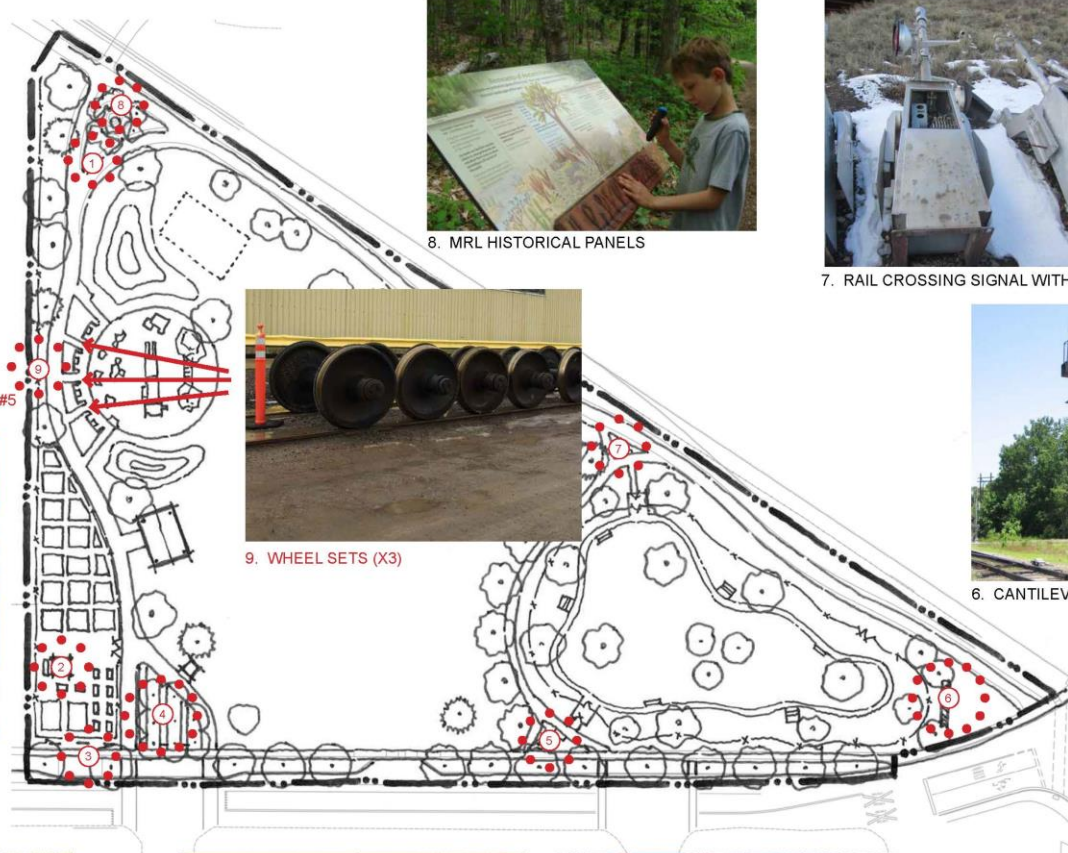 8. MRL HISTORICAL PANELS
7. RAIL CROSSING SIGNAL WITH
8
1
9
#5
7
9. WHEEL SETS (X3)
6. CANTILEV
2
6
4
5
3